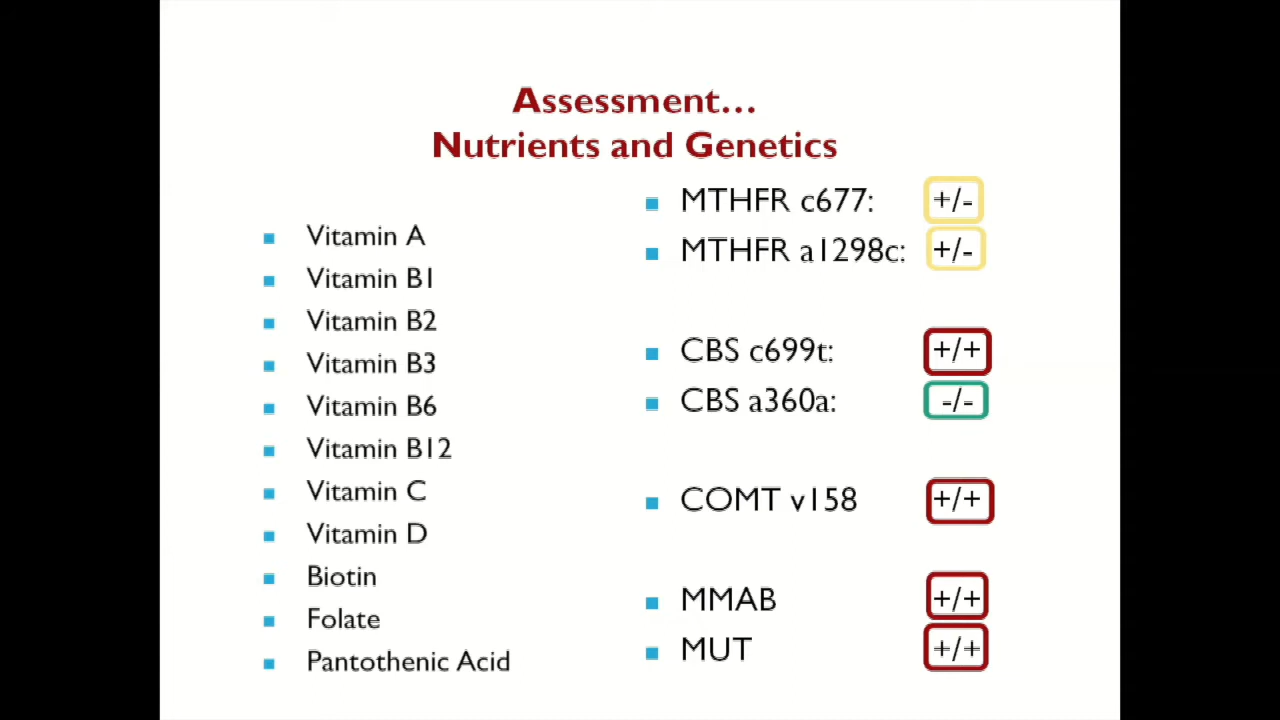 Assessment...
Nutrients and Genetics
Vitamin A
Vitamin B1
Vitamin B2
Vitamin B3
Vitamin B6
Vitamin B12
Vitamin C
Vitamin D
Biotin
Folate
Pantothenic Acid
MTHFR c677: +/-
MTHFR a1298c: +/-
CBS c699t: +/+
CBS a360a: -/-
COMT v158 +/+
MMAB +/+
MUT +/+